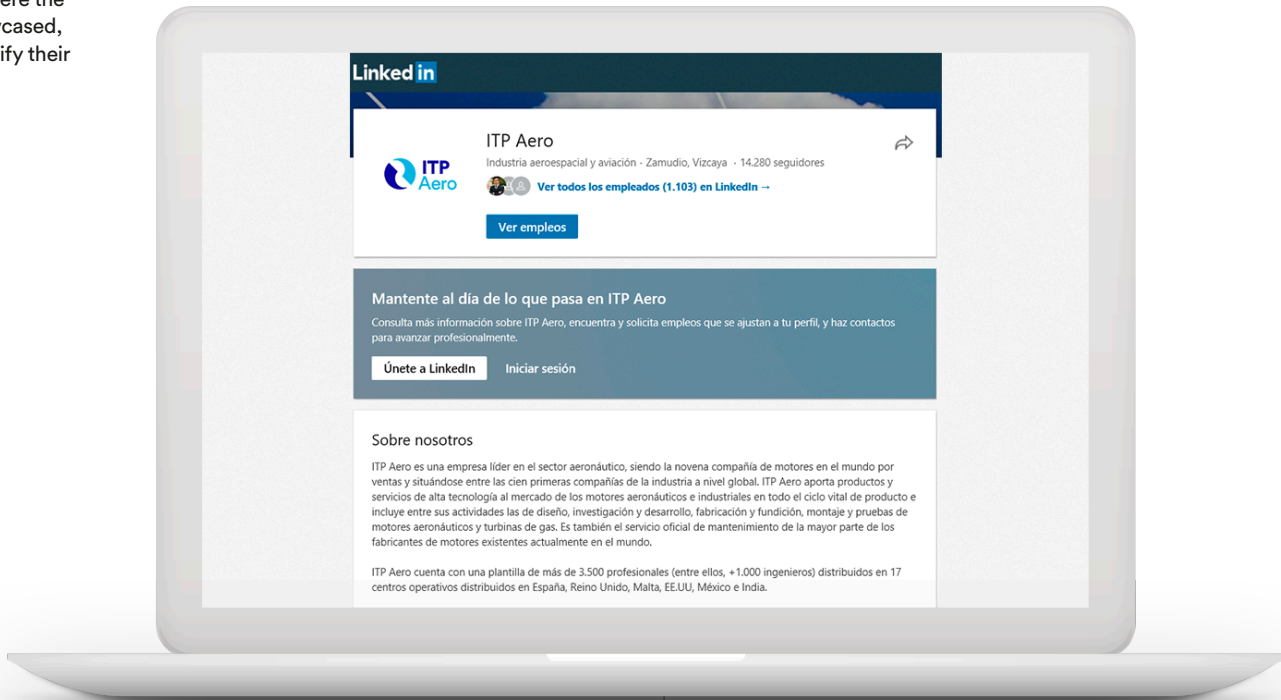 ere the
cased,
ify their
Linked in
ITP Aero
ITP
Aero
Industria aeroespacial y aviación · Zamudio, Vizcaya · 14.280 seguidores
Ver todos los empleados (1.103) en LinkedIn →
Ver empleos
Mantente al día de lo que pasa en ITP Aero
Consulta más información sobre ITP Aero, encuentra y solicita empleos que se ajustan a tu perfil, y haz contactos
para avanzar profesionalmente.
Únete a LinkedIn Iniciar sesión
Sobre nosotros
ITP Aero es una empresa líder en el sector aeronáutico, siendo la novena compañía de motores en el mundo por
ventas y situándose entre las cien primeras compañías de la industria a nivel global. ITP Aero aporta productos y
servicios de alta tecnología al mercado de los motores aeronáuticos e industriales en todo el ciclo vital de producto e
incluye entre sus actividades las de diseño, investigación y desarrollo, fabricación y fundición, montaje y pruebas de
motores aeronáuticos y turbinas de gas. Es también el servicio oficial de mantenimiento de la mayor parte de los
fabricantes de motores existentes actualmente en el mundo.
ITP Aero cuenta con una plantilla de más de 3.500 profesionales (entre ellos, +1.000 ingenieros) distribuidos en 17
centros operativos distribuidos en España, Reino Unido, Malta, EE.UU, México e India.